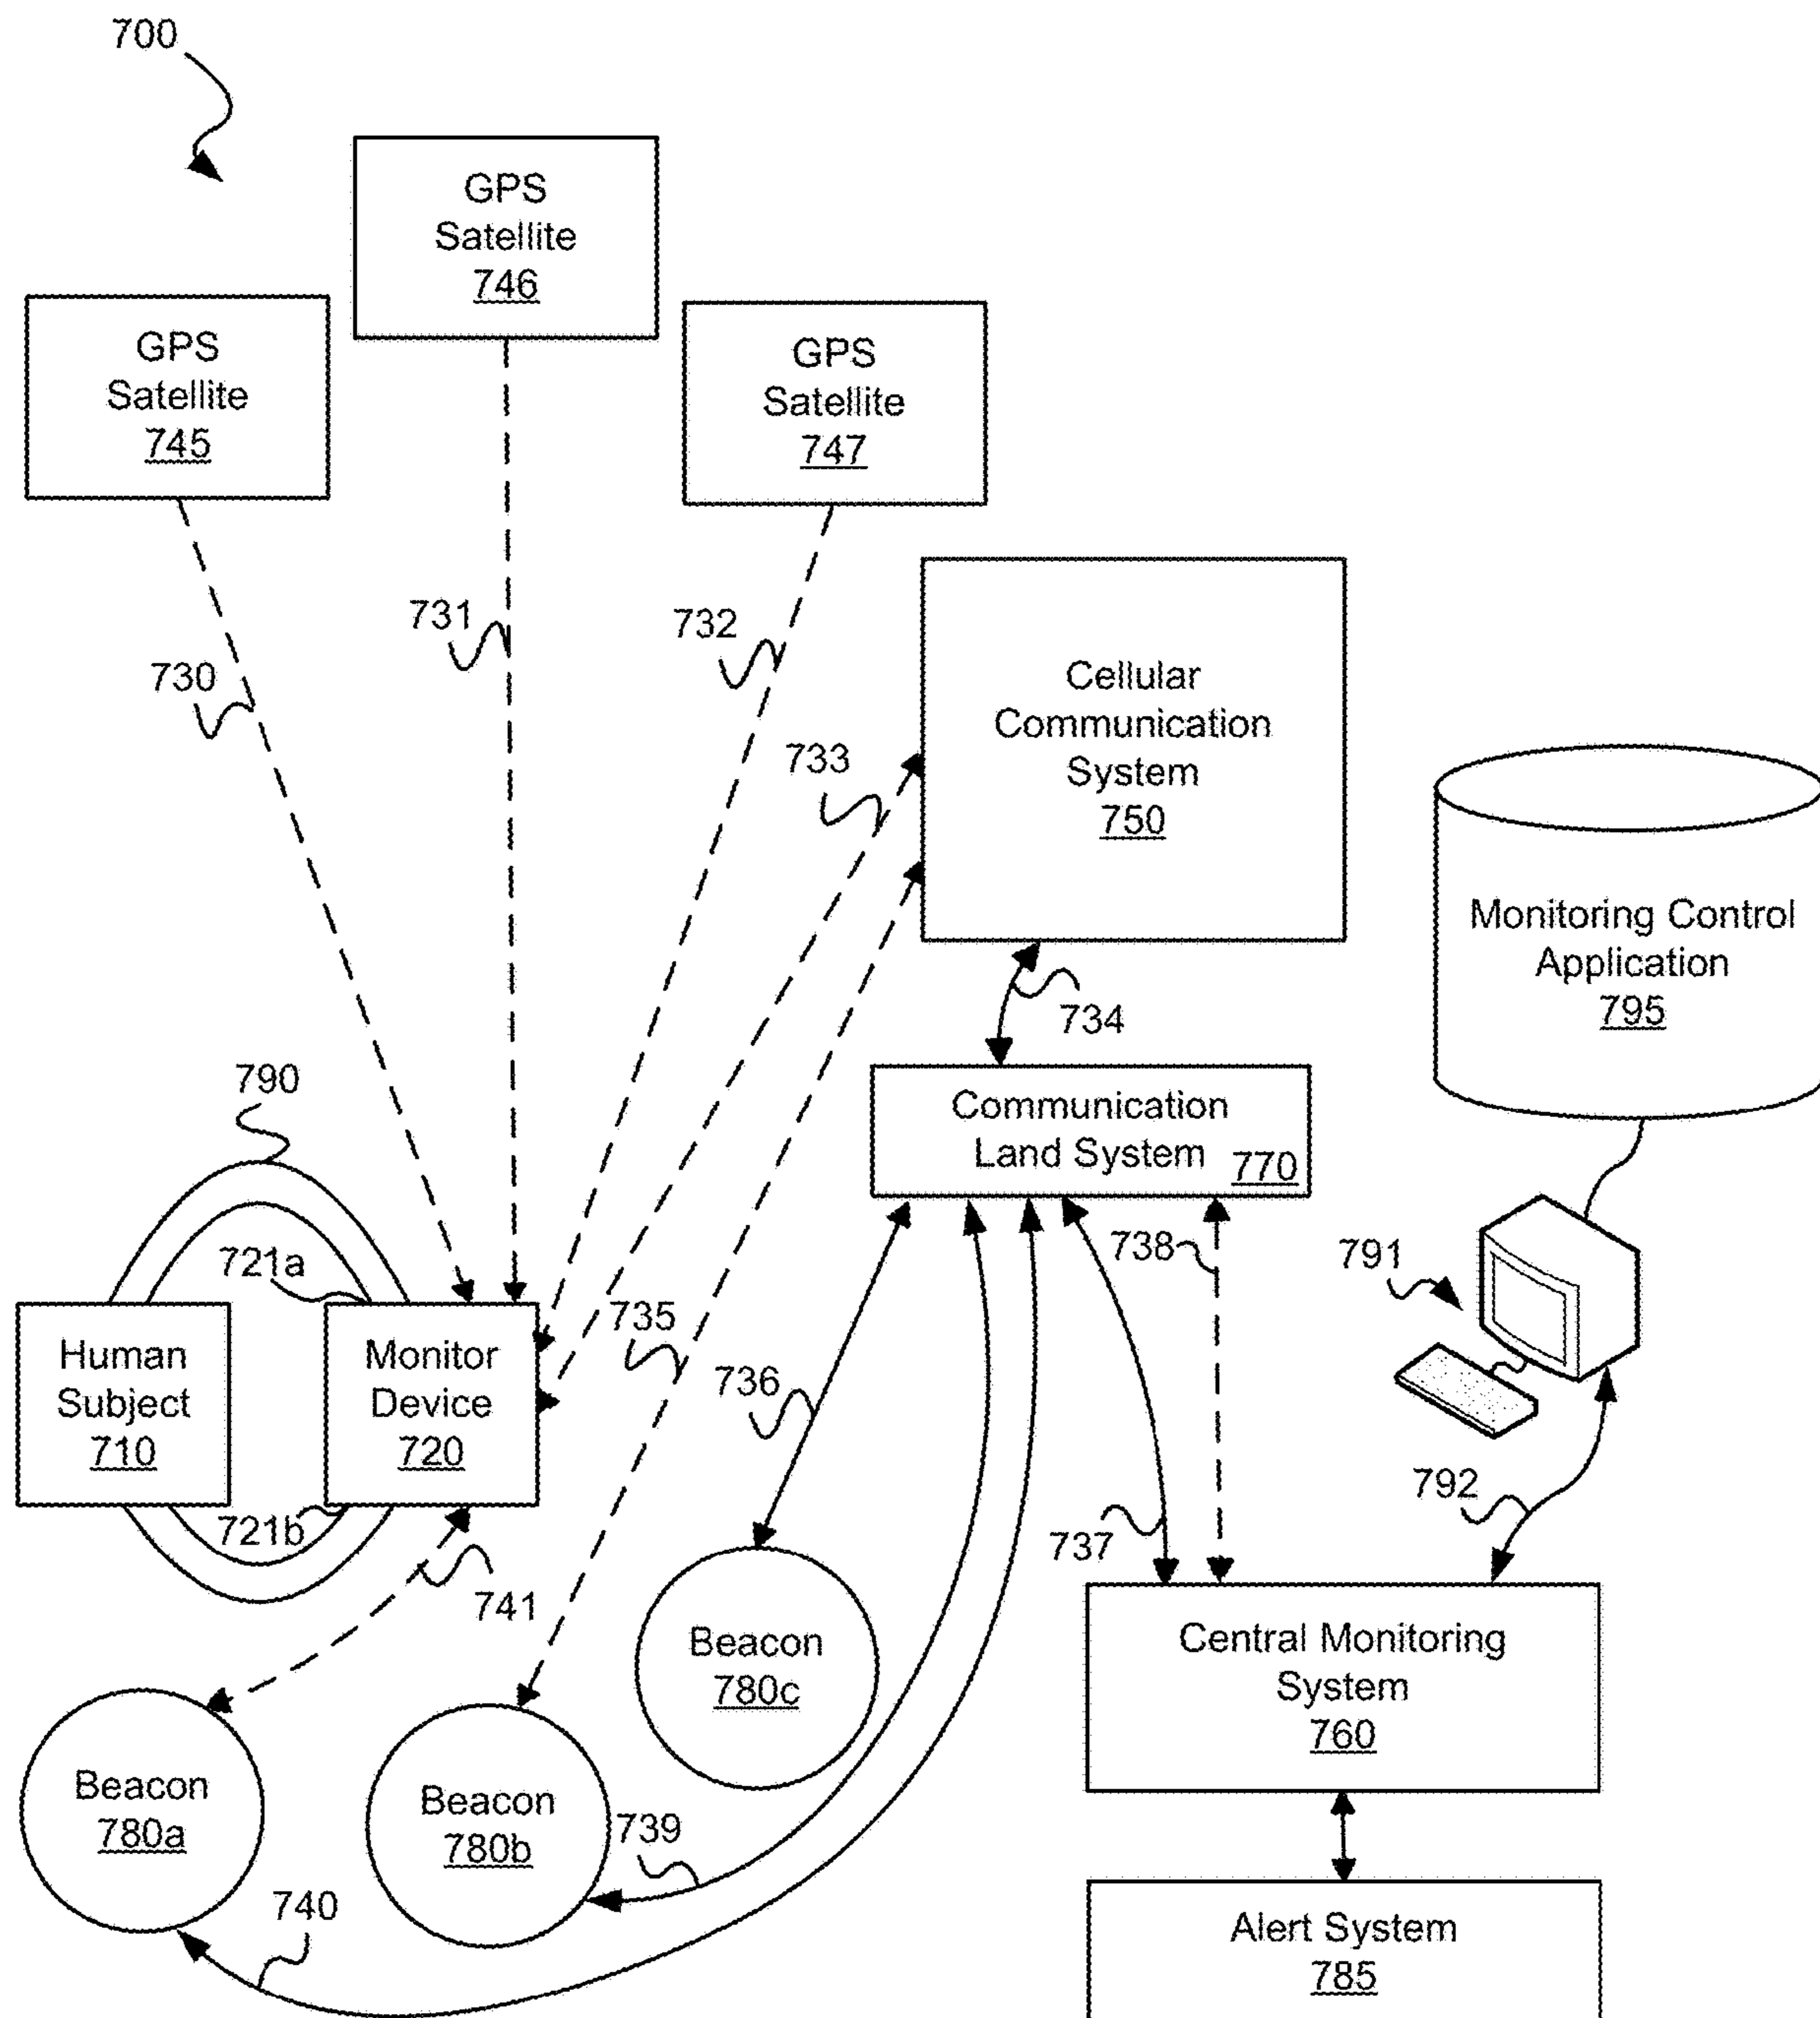 700
GPS
Satellite
746
GPS
Satellite
745
GPS
Satellite
747
731
732
730
733
Cellular
Communication
System
750
Monitoring Control
Application
795
734
790
Communication
Land System
770
721a
738
791
735
Human
Subject
710
Monitor
Device
720
736
792
721b
737
741
Beacon
780c
Central Monitoring
System
760
Beacon
780a
Beacon
780b
739
740
Alert System
785